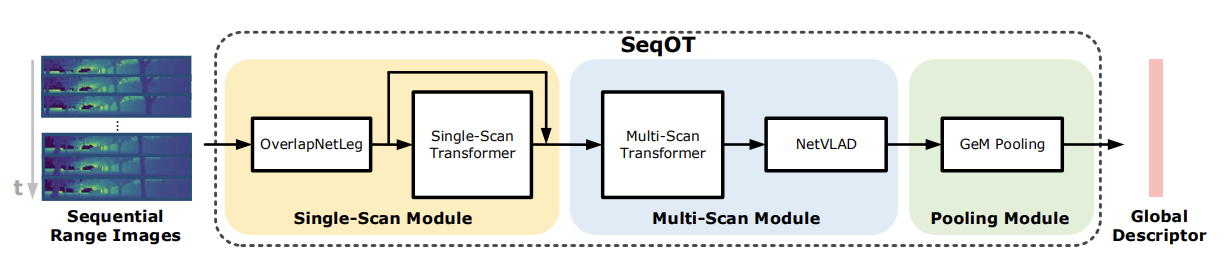 SeqOT
t
OverlapNetLeg
Single-Scan
Transformer
Multi-Scan
Transformer
NetVLAD
GeM Pooling
Sequential
Range Images
Single-Scan Module
Multi-Scan Module
Pooling Module
Global
Descriptor